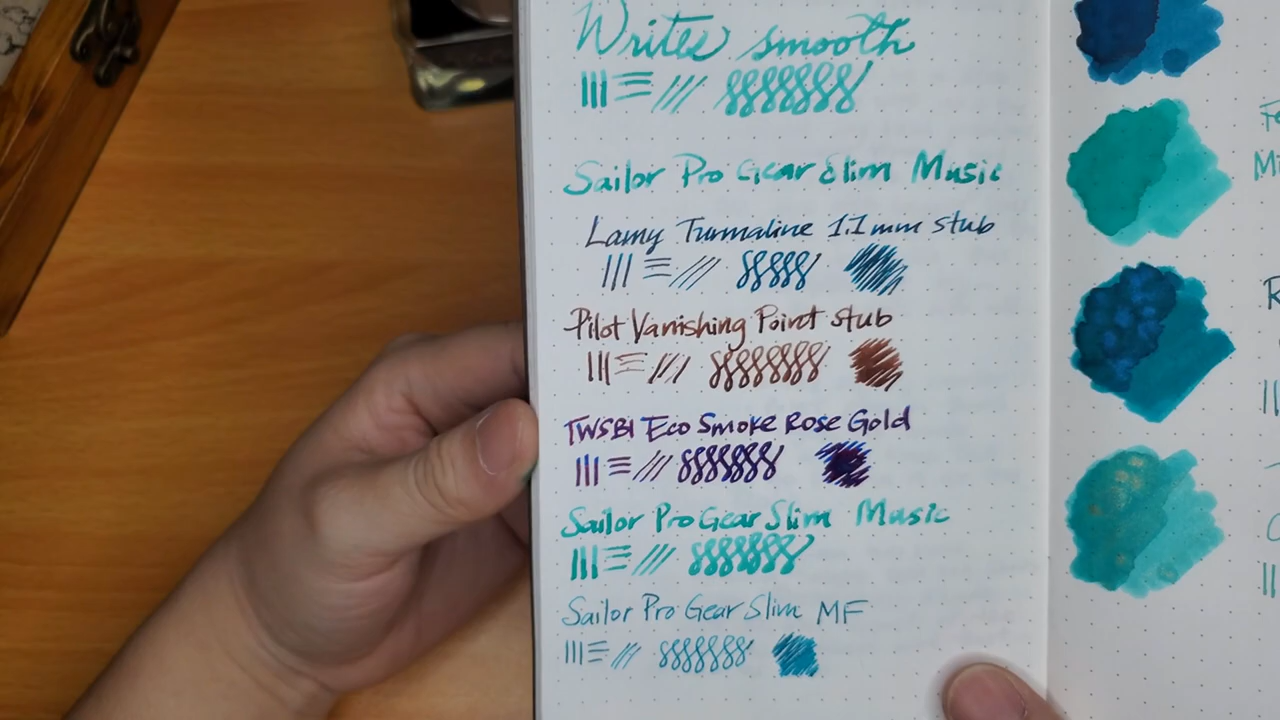 Writes smooth
Sailor Pro Gear Slim Music
Lamy Turmaline 1.1mm stub
Pilot Vanishing Point stub
TWSBI Eco Smoke Rose Gold
Sailor Pro Gear Slim Music
Sailor Pro Gear Slim MF